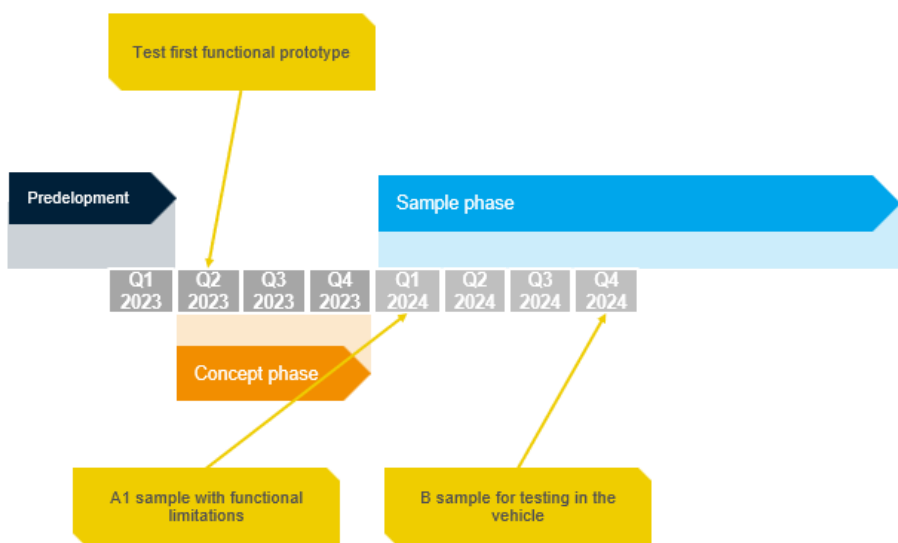 Test first functional prototype
Predelopment
Sample phase
Q1 2023
Q2 2023
Q3 2023
Q4 2023
Q1 2024
Q2 2024
Q3 2024
Q4 2024
Concept phase
A1 sample with functional
limitations
B sample for testing in the
vehicle